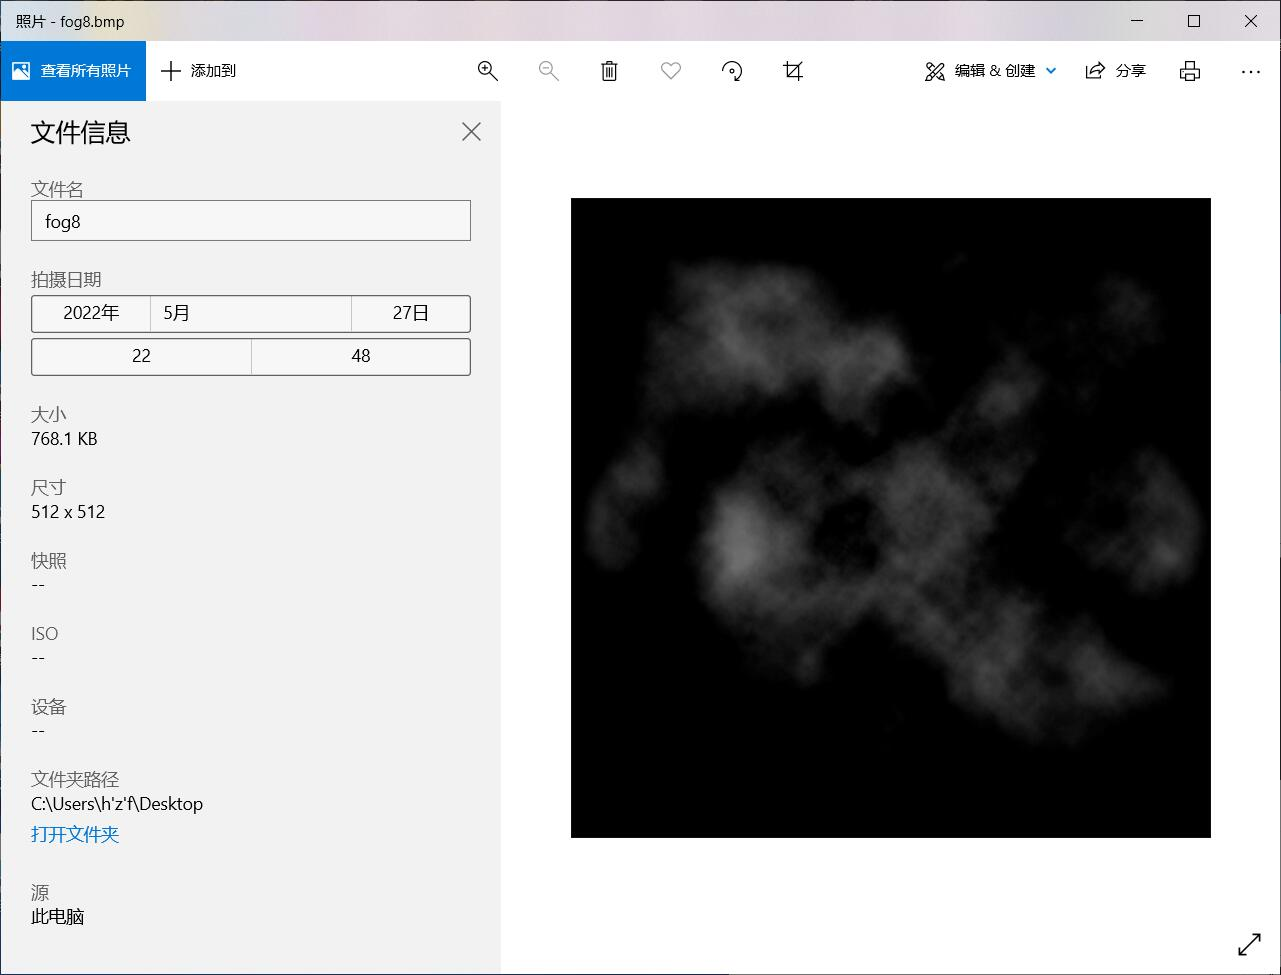 照片 - fog8.bmp
查看所有照片 添加到 编辑 & 创建 分享
文件信息
文件名
fog8
拍摄日期
2022年 5月 27日
22 48
大小
768.1 KB
尺寸
512 x 512
快照
--
ISO
--
设备
--
文件夹路径
C:\Users\h'z'f\Desktop
打开文件夹
源
此电脑